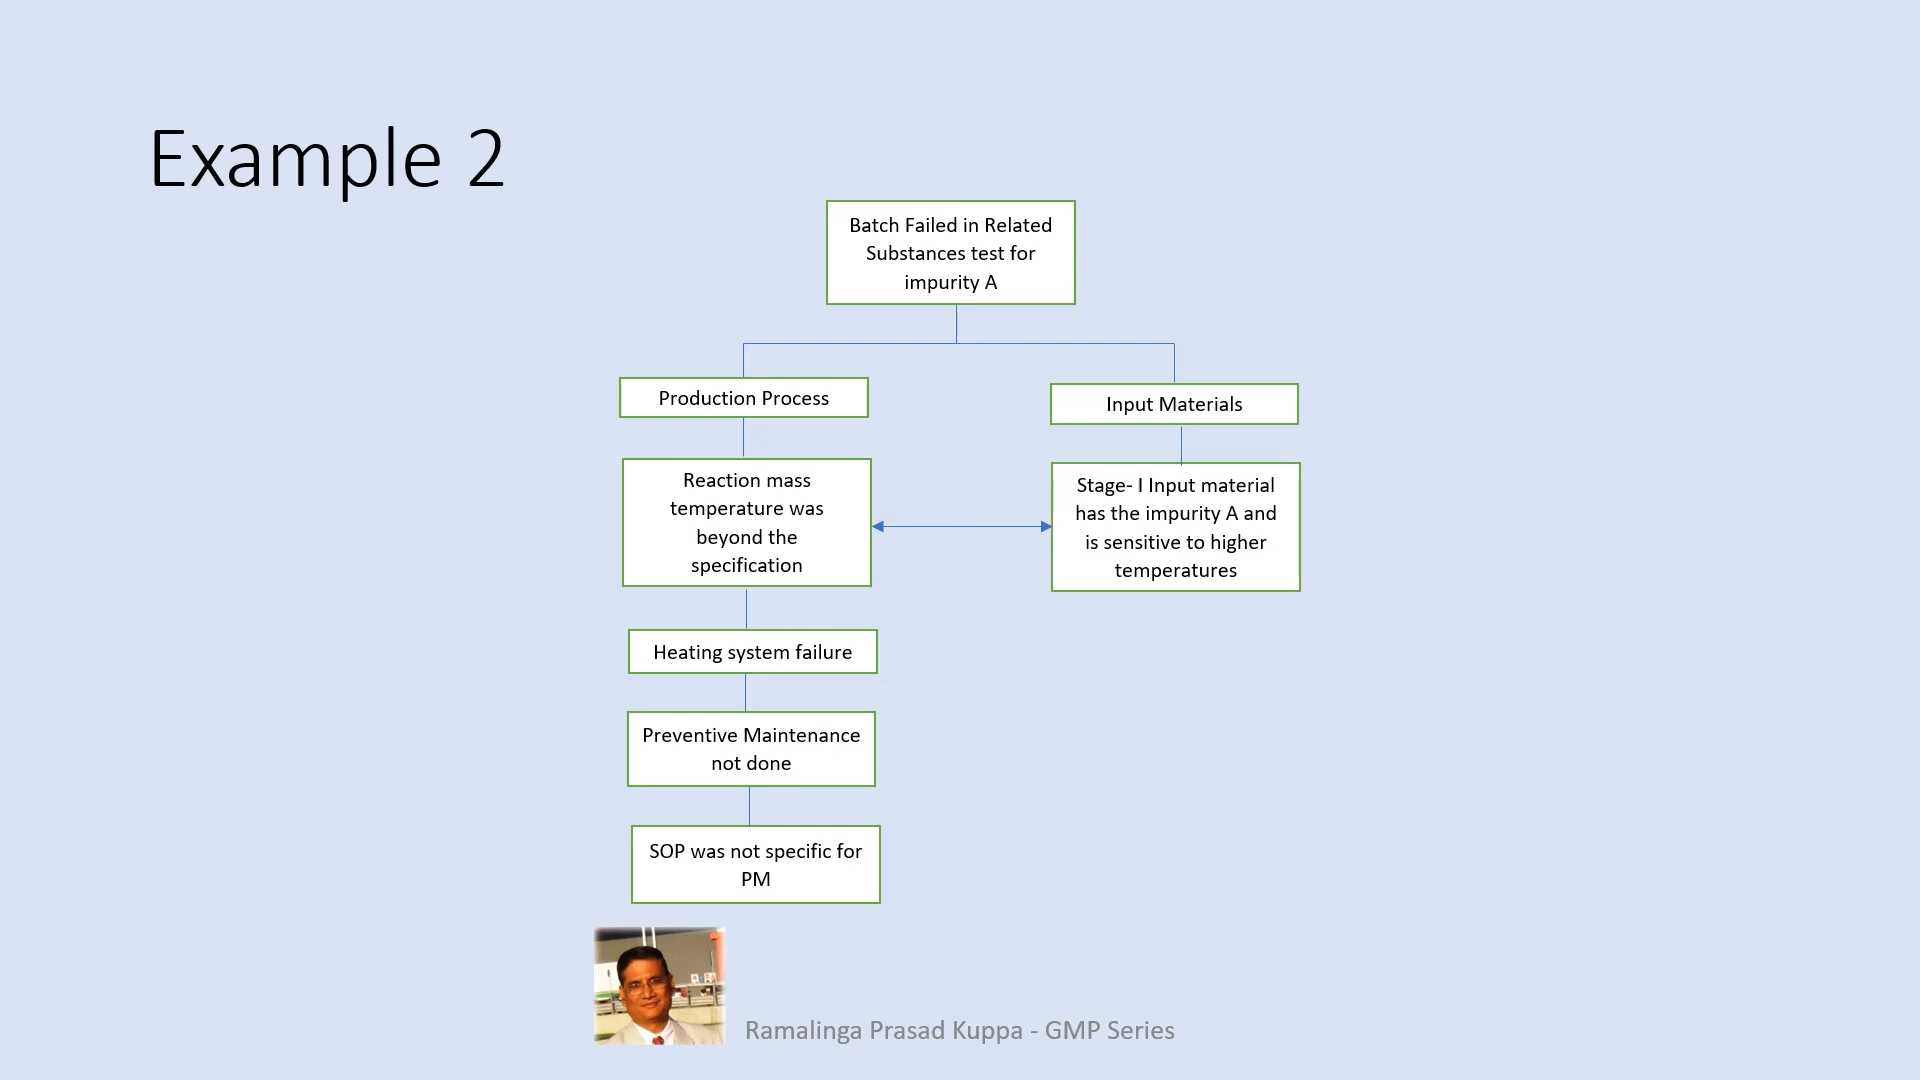 Example 2
Batch Failed in Related
Substances test for
impurity A
Production Process
Input Materials
Reaction mass
temperature was
beyond the
specification
Stage- I Input material
has the impurity A and
is sensitive to higher
temperatures
Heating system failure
Preventive Maintenance
not done
SOP was not specific for
PM
Ramalinga Prasad Kuppa - GMP Series